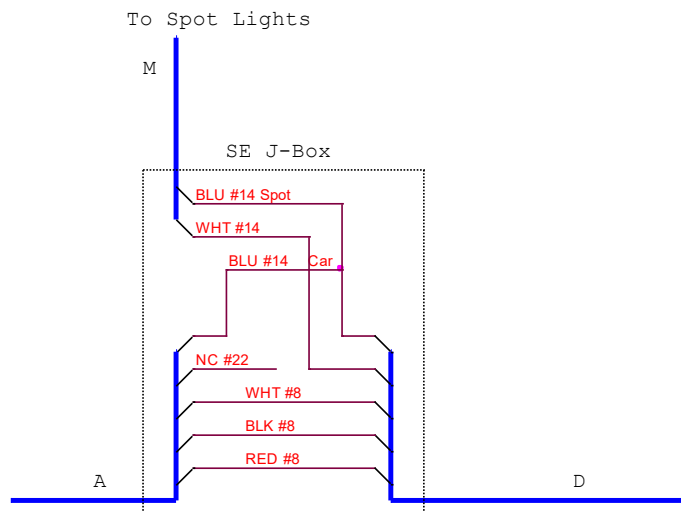 To Spot Lights
M
SE J-Box
BLU #14 Spot
WHT #14
BLU #14 Car
NC #22
WHT #8
BLK #8
RED #8
A
D